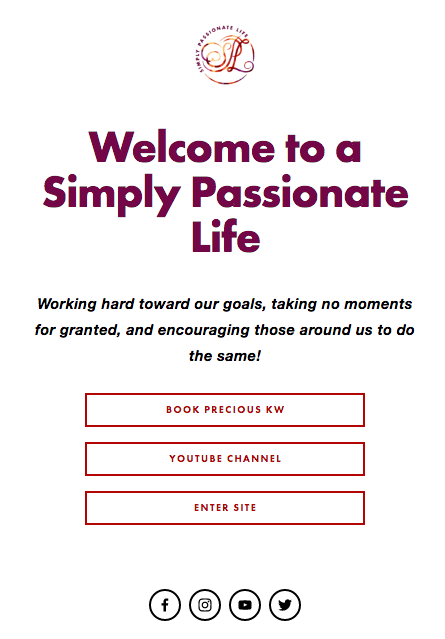 SIMPLY PASSIONATE LIFE
SPL
Welcome to a
Simply Passionate
Life
Working hard toward our goals, taking no moments
for granted, and encouraging those around us to do
the same!
BOOK PRECIOUS KW
YOUTUBE CHANNEL
ENTER SITE